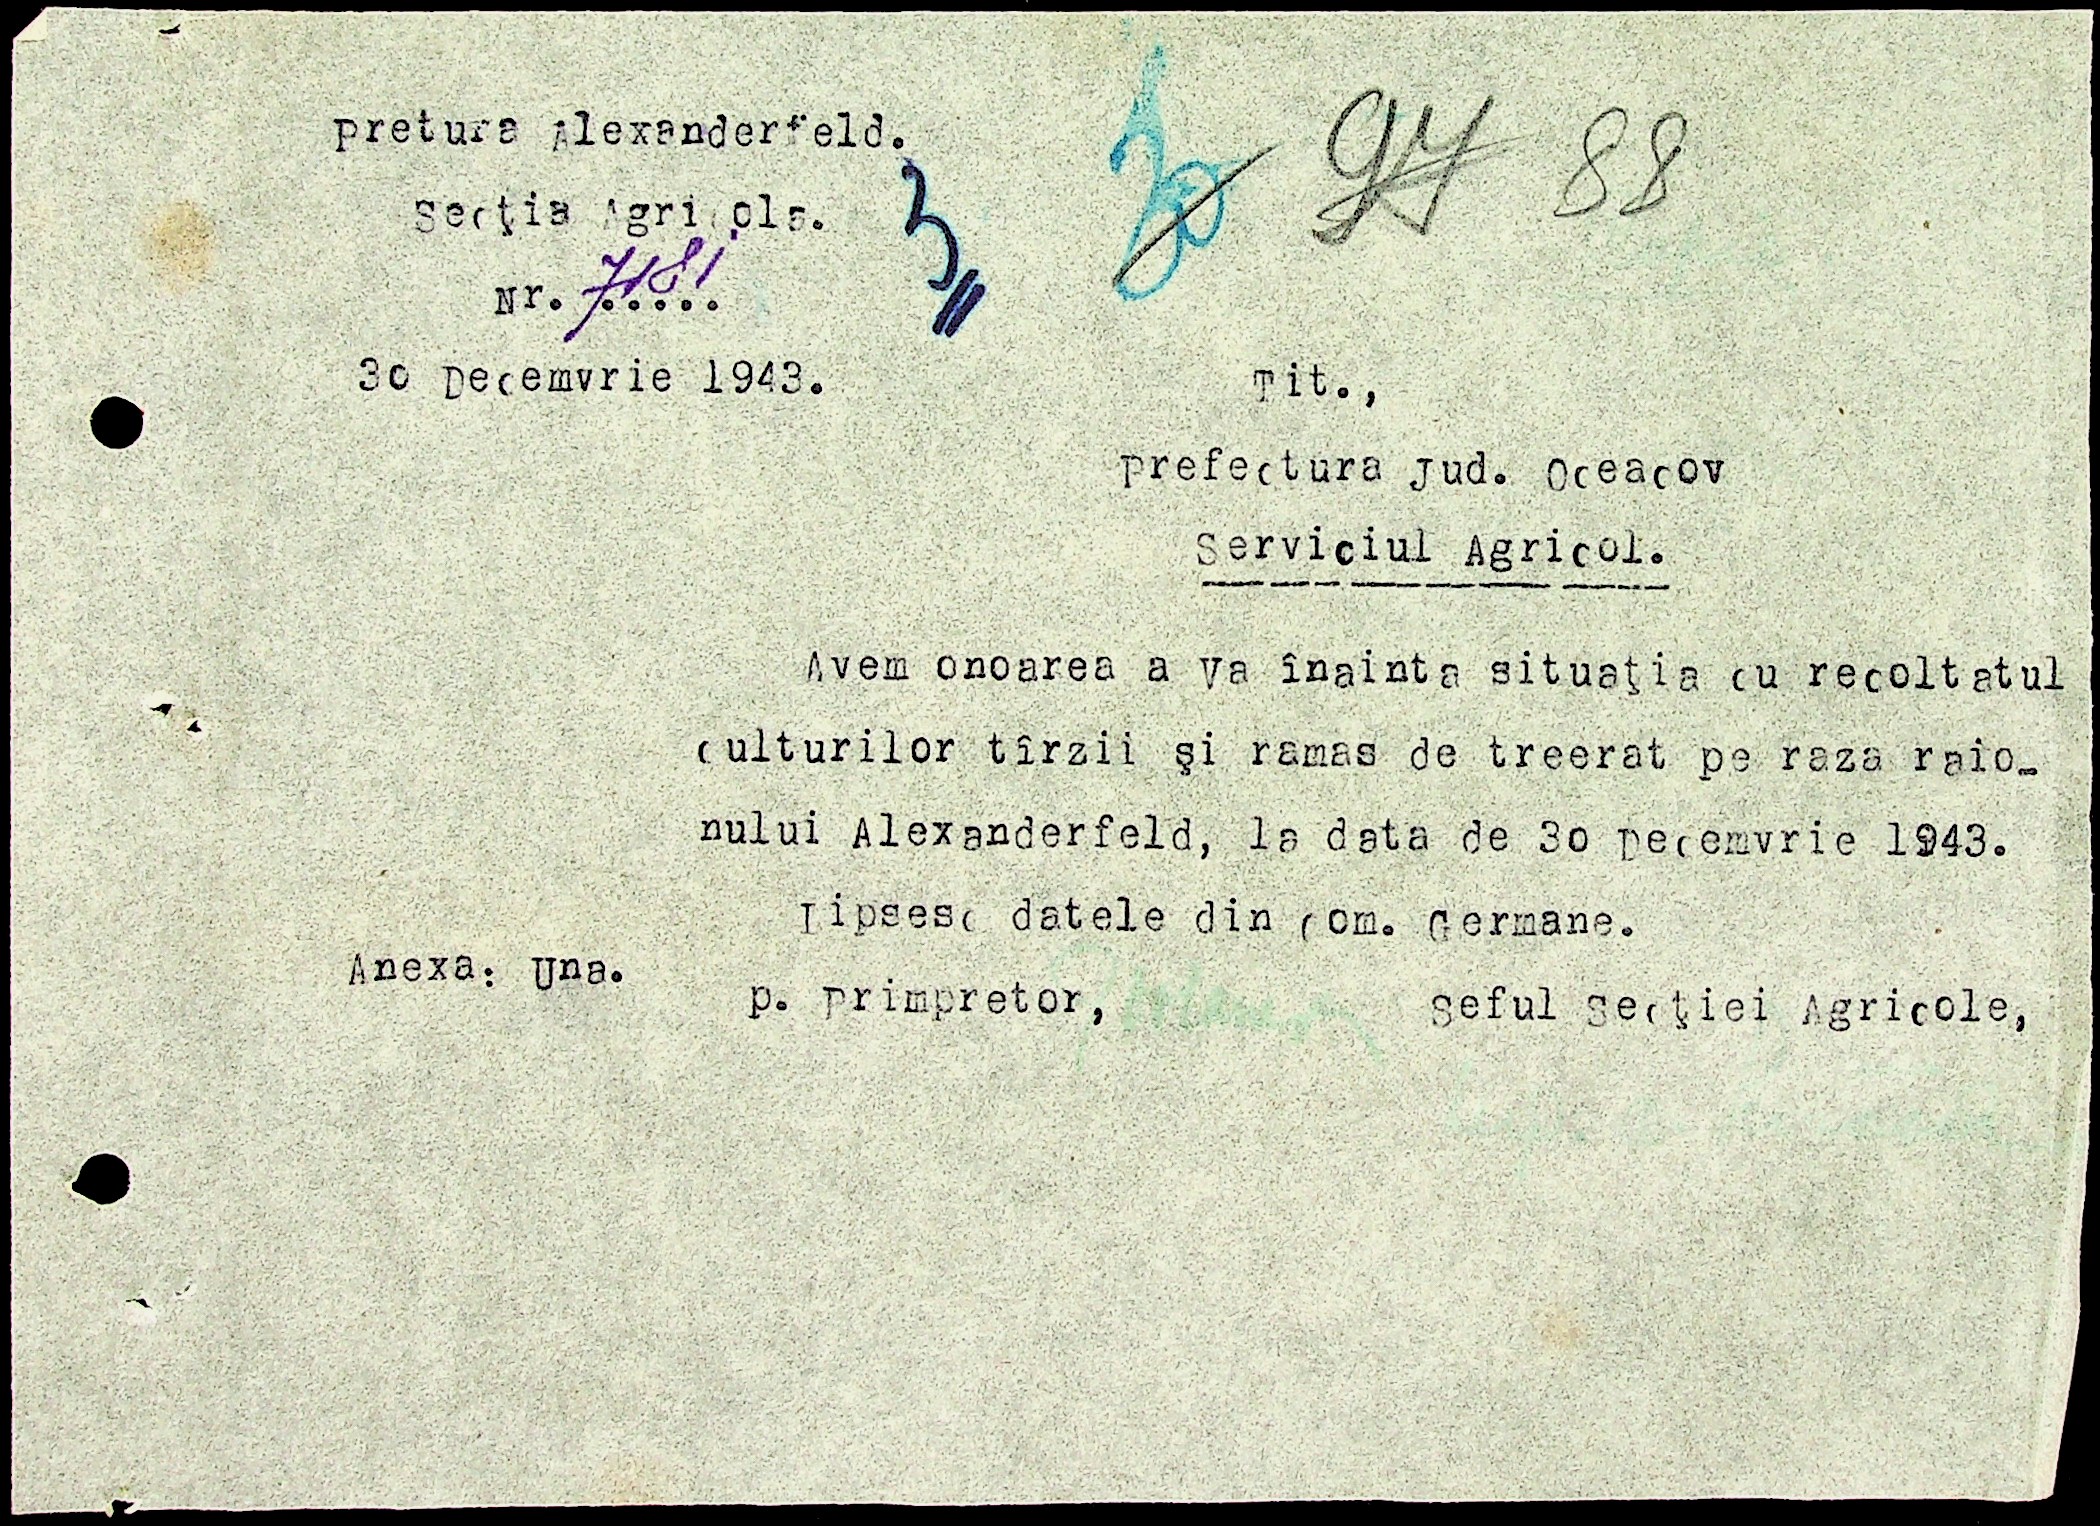 Pretura Alexanderfeld.
Secţia Agricola.
Nr. 7181
30 Decemvrie 1943.
88
Tit.,
Prefectura Jud. Oceacov
Serviciul Agricol.
Avem onoarea a Va înainta situaţia cu recoltatul
culturilor tîrzii şi ramas de treerat pe raza raio-
nului Alexanderfeld, la data de 30 Decemvrie 1943.
Lipsesc datele din com. Germane.
Anexa: Una.
p. Primpretor,
Seful Secţiei Agricole,